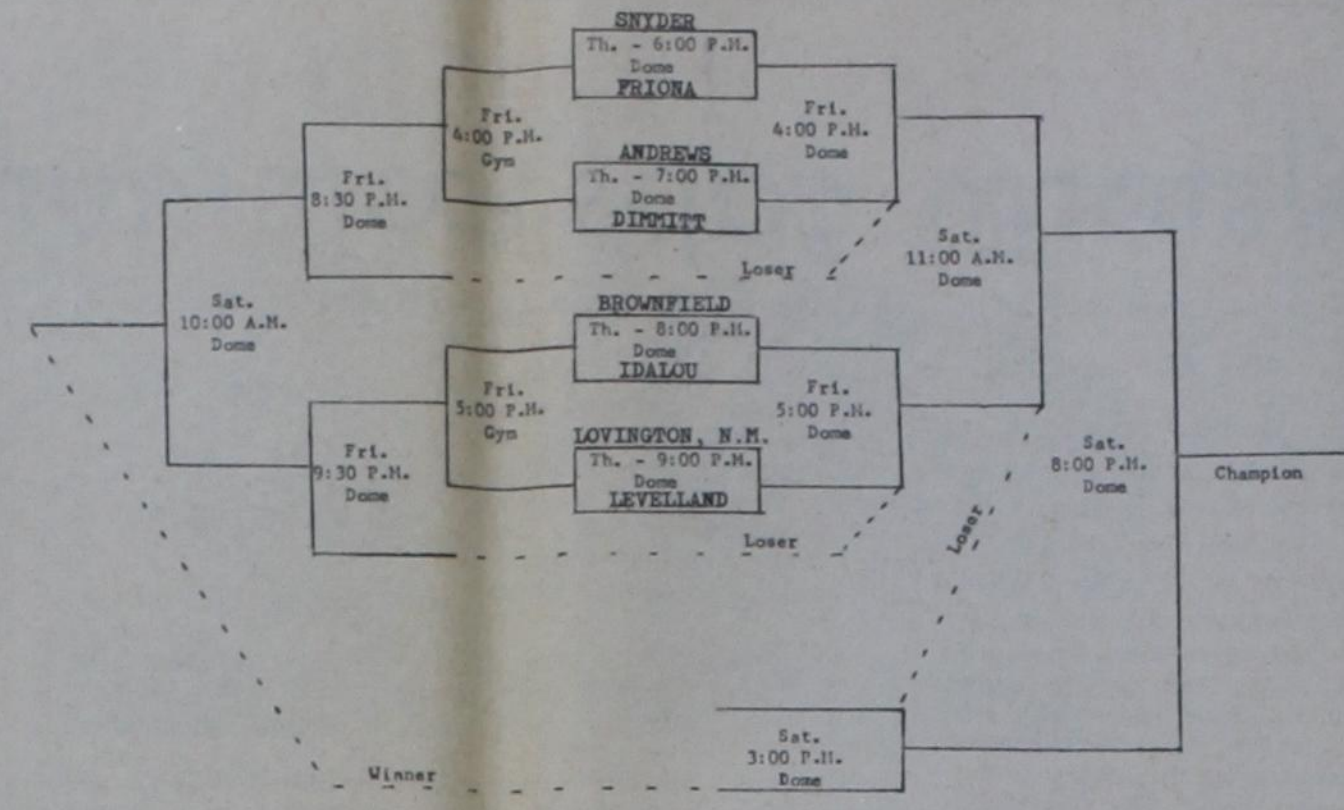 SNYDER
Th. - 6:00 P.M.
Dome
FRIONA
Fri.
4:00 P.M.
Gym
Fri.
4:00 P.M.
Dome
ANDREWS
Th. - 7:00 P.M.
Dome
DIMMITT
Fri.
8:30 P.M.
Dome
Loser
Sat.
11:00 A.M.
Dome
Sat.
10:00 A.M.
Dome
BROWNFIELD
Th. - 8:00 P.M.
Dome
IDALOU
Fri.
5:00 P.M.
Gym
Fri.
5:00 P.M.
Dome
LOVINGTON, N.M.
Th. - 9:00 P.M.
Dome
LEVELLAND
Fri.
9:30 P.M.
Dome
Loser
Loser
Sat.
8:00 P.M.
Dome
Champion
Sat.
3:00 P.M.
Dome
Winner